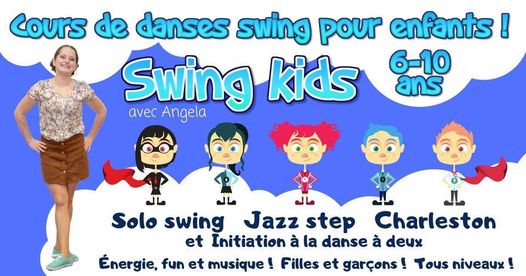 Cours de danses swing pour enfants !
Swing kids
6-10
ans
avec Angela
Solo swing Jazz step Charleston
et Initiation à la danse à deux
Énergie, fun et musique ! Filles et garçons ! Tous niveaux !